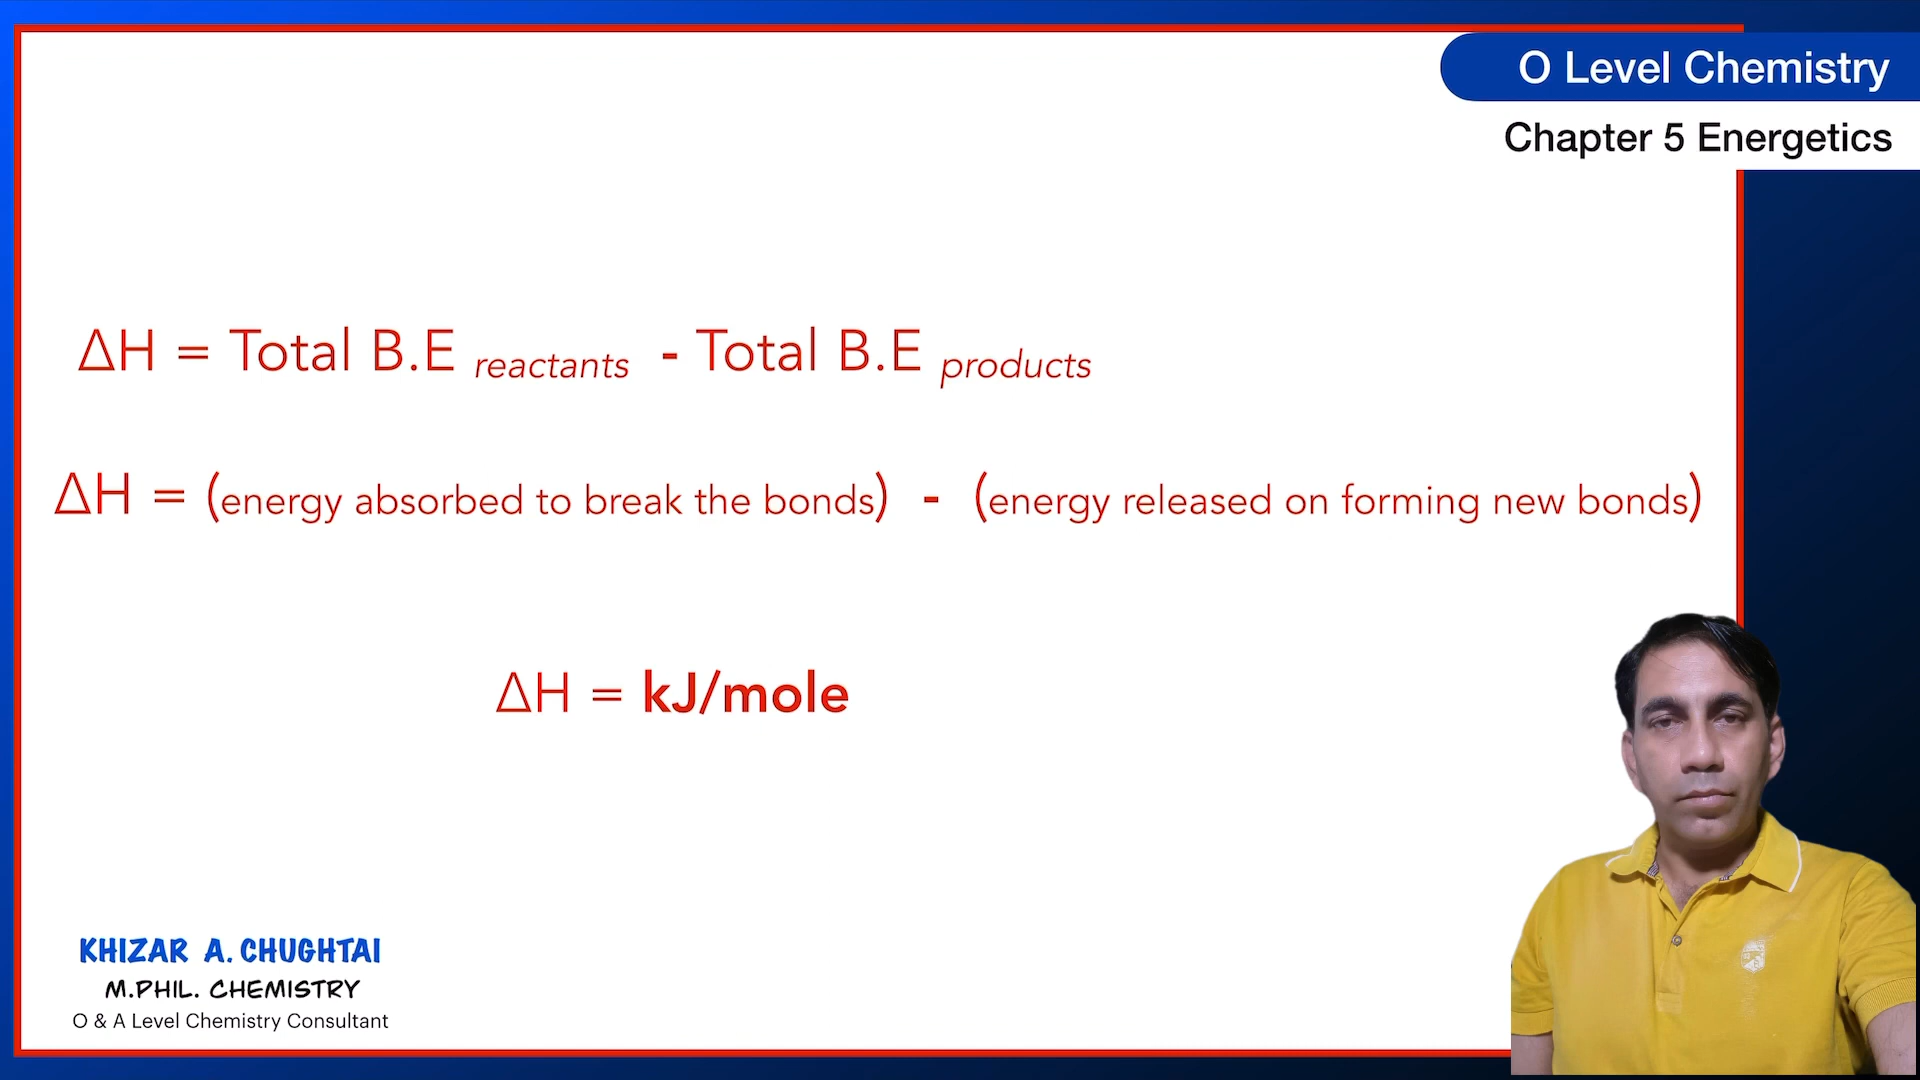 O Level Chemistry
Chapter 5 Energetics
ΔH = Total B.E reactants - Total B.E products
ΔH = (energy absorbed to break the bonds) - (energy released on forming new bonds)
ΔH = kJ/mole
KHIZAR A. CHUGHTAI
M.PHIL. CHEMISTRY
O & A Level Chemistry Consultant